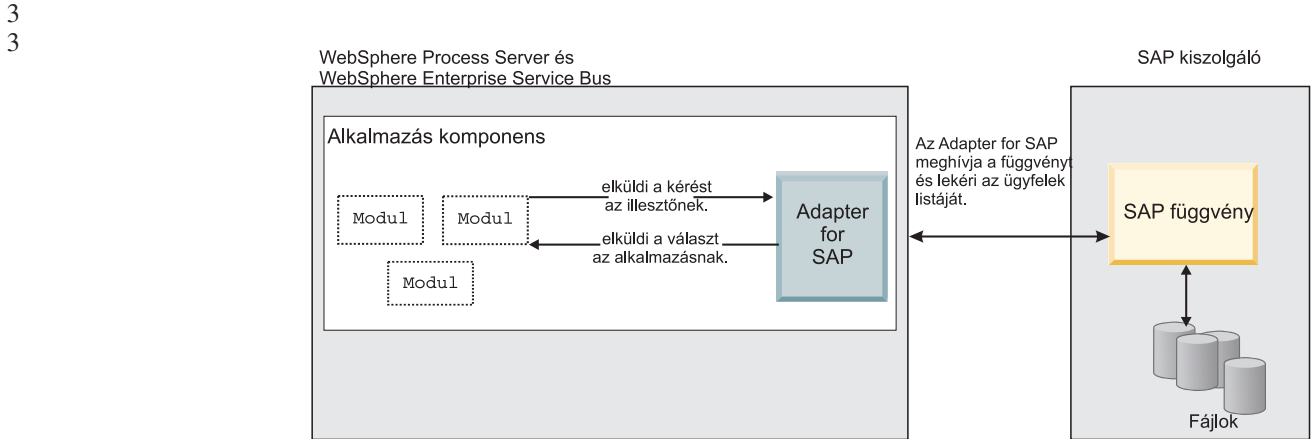 3
3
WebSphere Process Server és
WebSphere Enterprise Service Bus
SAP kiszolgáló
Alkalmazás komponens
Modul
Modul
Modul
elküldi a kérést
az illesztőnek.
elküldi a választ
az alkalmazásnak.
Adapter
for
SAP
Az Adapter for SAP
meghívja a függvényt
és lekéri az ügyfelek
listáját.
SAP függvény
Fájlok